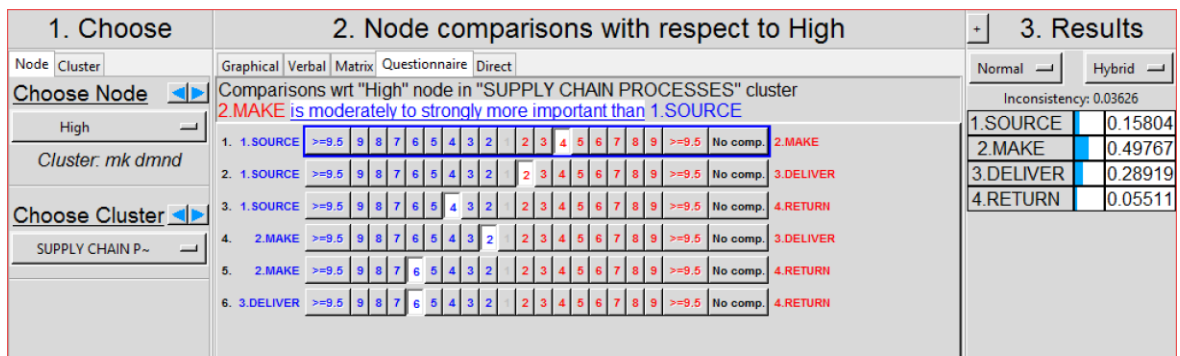 1. Choose
2. Node comparisons with respect to High
+ 3. Results
Node Cluster
Graphical Verbal Matrix Questionnaire Direct
Normal Hybrid
Choose Node
High
Cluster: mk dmnd
Choose Cluster
SUPPLY CHAIN P~
Comparisons wrt "High" node in "SUPPLY CHAIN PROCESSES" cluster
2.MAKE is moderately to strongly more important than 1.SOURCE
1. 1.SOURCE >=9.5 9 8 7 6 5 4 3 2 1 2 3 4 5 6 7 8 9 >=9.5 No comp. 2.MAKE
2. 1.SOURCE >=9.5 9 8 7 6 5 4 3 2 1 2 3 4 5 6 7 8 9 >=9.5 No comp. 3.DELIVER
3. 1.SOURCE >=9.5 9 8 7 6 5 4 3 2 1 2 3 4 5 6 7 8 9 >=9.5 No comp. 4.RETURN
4. 2.MAKE >=9.5 9 8 7 6 5 4 3 2 1 2 3 4 5 6 7 8 9 >=9.5 No comp. 3.DELIVER
5. 2.MAKE >=9.5 9 8 7 6 5 4 3 2 1 2 3 4 5 6 7 8 9 >=9.5 No comp. 4.RETURN
6. 3.DELIVER >=9.5 9 8 7 6 5 4 3 2 1 2 3 4 5 6 7 8 9 >=9.5 No comp. 4.RETURN
Inconsistency: 0.03626
1.SOURCE 0.15804
2.MAKE 0.49767
3.DELIVER 0.28919
4.RETURN 0.05511